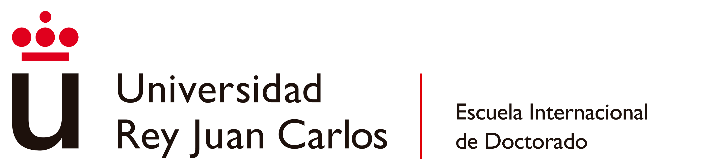 Universidad
Rey Juan Carlos
Escuela Internacional
de Doctorado